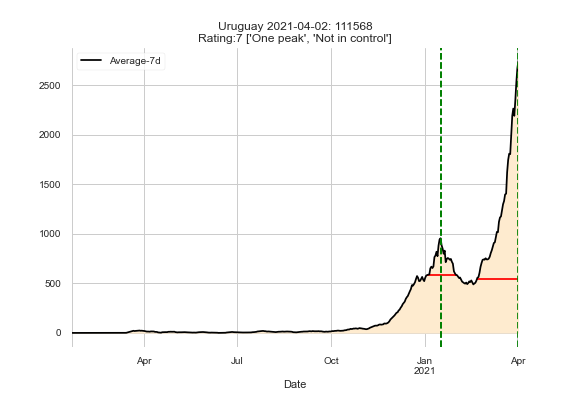 Uruguay 2021-04-02: 111568
Rating:7 ['One peak', 'Not in control']
Average-7d
2500
2000
1500
1000
500
0
Apr
Jul
Oct
Jan
2021
Apr
Date